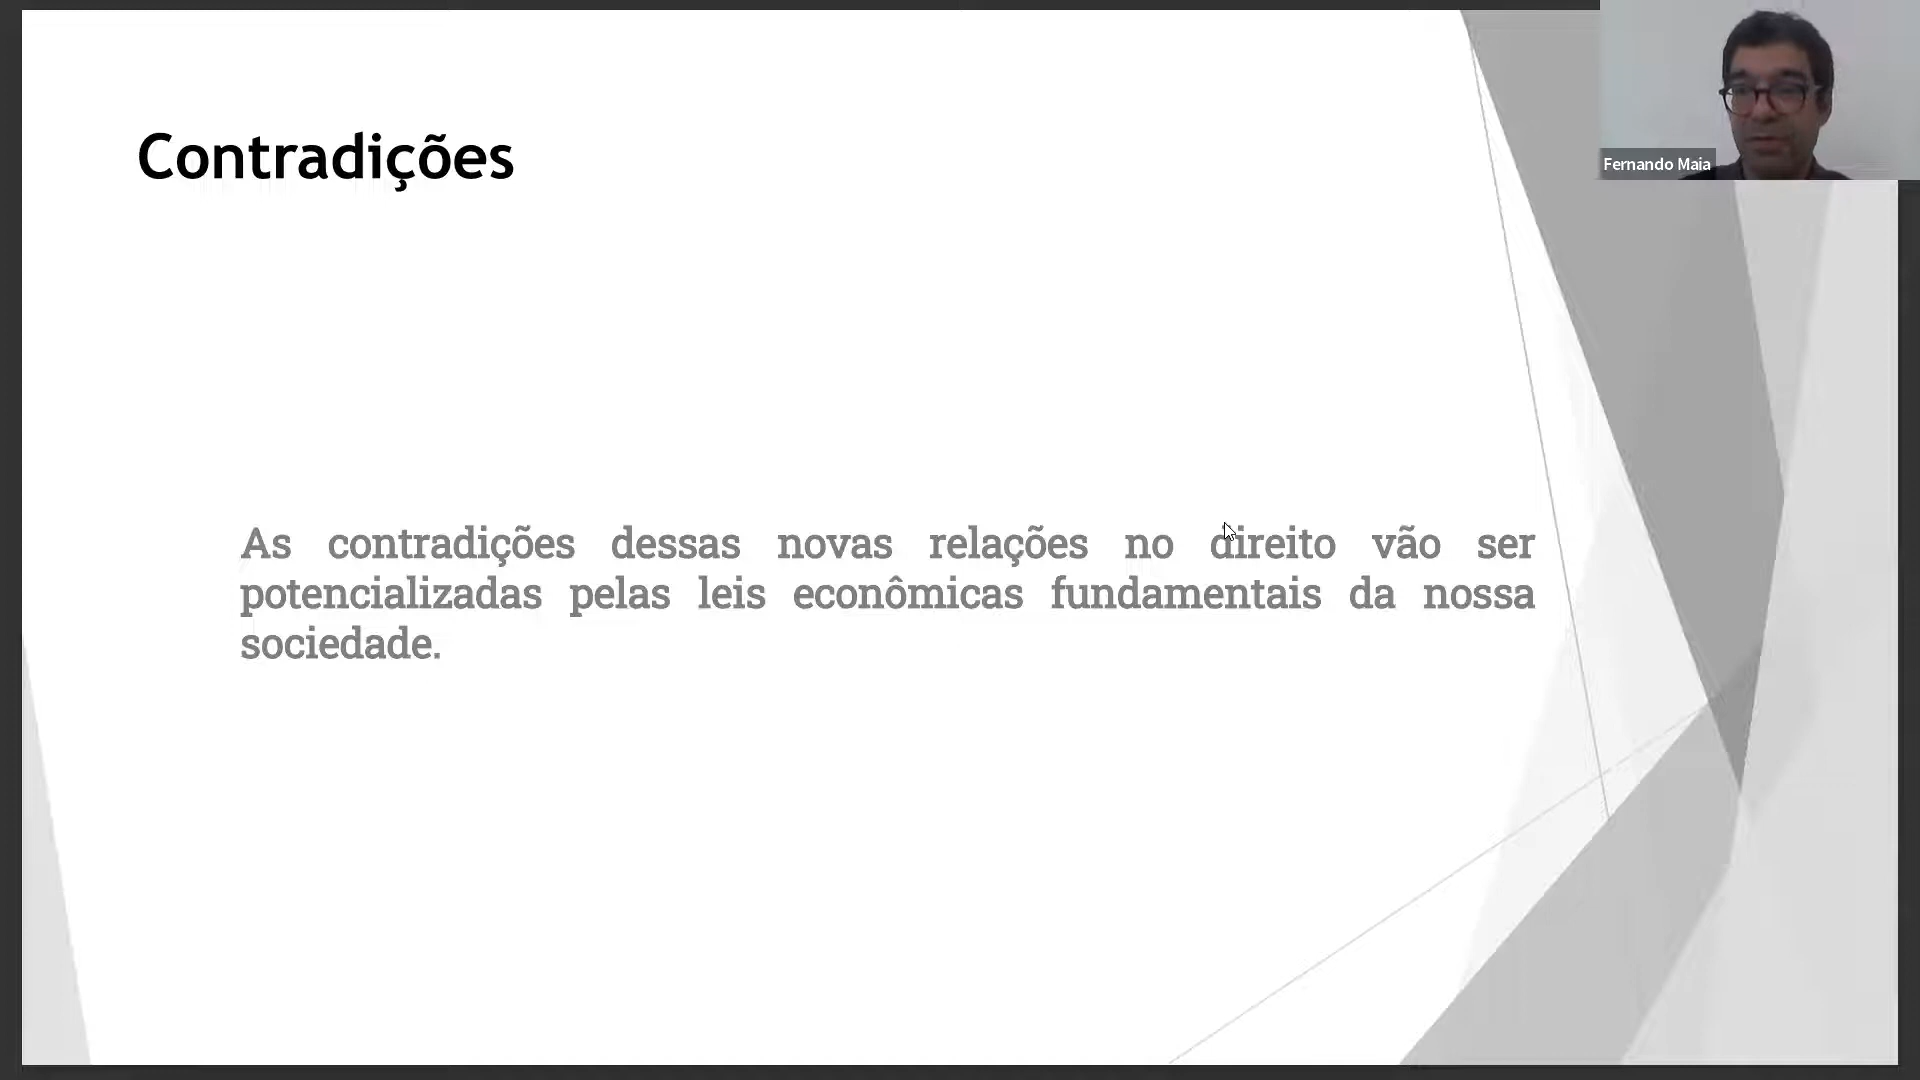 Contradições
Fernando Maia
As contradições dessas novas relações no direito vão ser
potencializadas pelas leis econômicas fundamentais da nossa
sociedade.